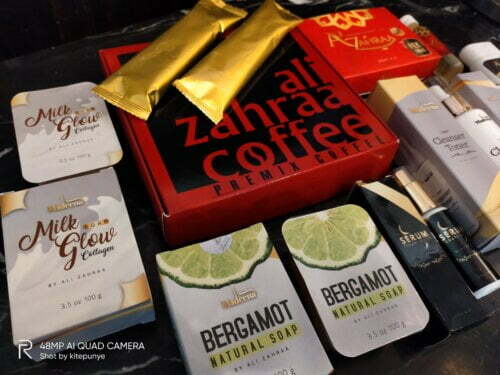 ali
zahraa
coffee
PREMIX COFFEE
Milk
Glow
Collagen
BY ALI ZAHRAA
3.5 oz 100 g
Milk
Glow
Collagen
BY ALI ZAHRAA
3.5 oz 100 g
BERGAMOT
NATURAL SOAP
BY ALI ZAHRAA
BERGAMOT
NATURAL SOAP
BY ALI ZAHRAA
3.5 oz 100 g
SERUM
Cleanser
Toner
48MP AI QUAD CAMERA
Shot by kitepunye